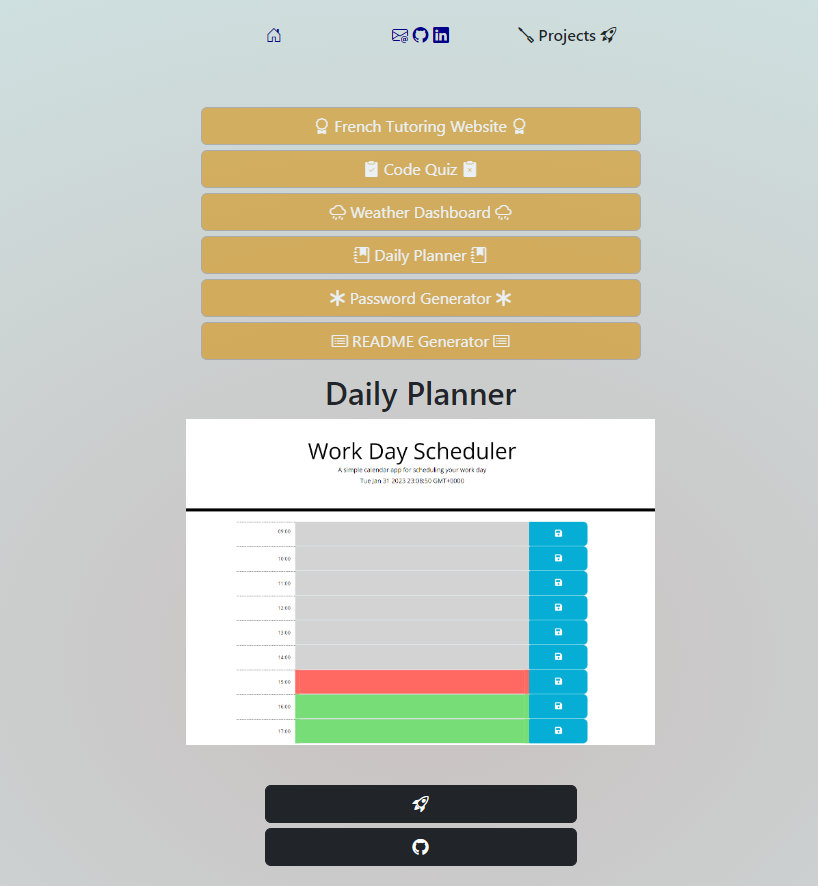 Projects
French Tutoring Website
Code Quiz
Weather Dashboard
Daily Planner
Password Generator
README Generator
Daily Planner
Work Day Scheduler
A simple calendar app for scheduling your work day
Tue Jan 31 2023 23:08:50 GMT+0000
09:00
10:00
11:00
12:00
13:00
14:00
15:00
16:00
17:00